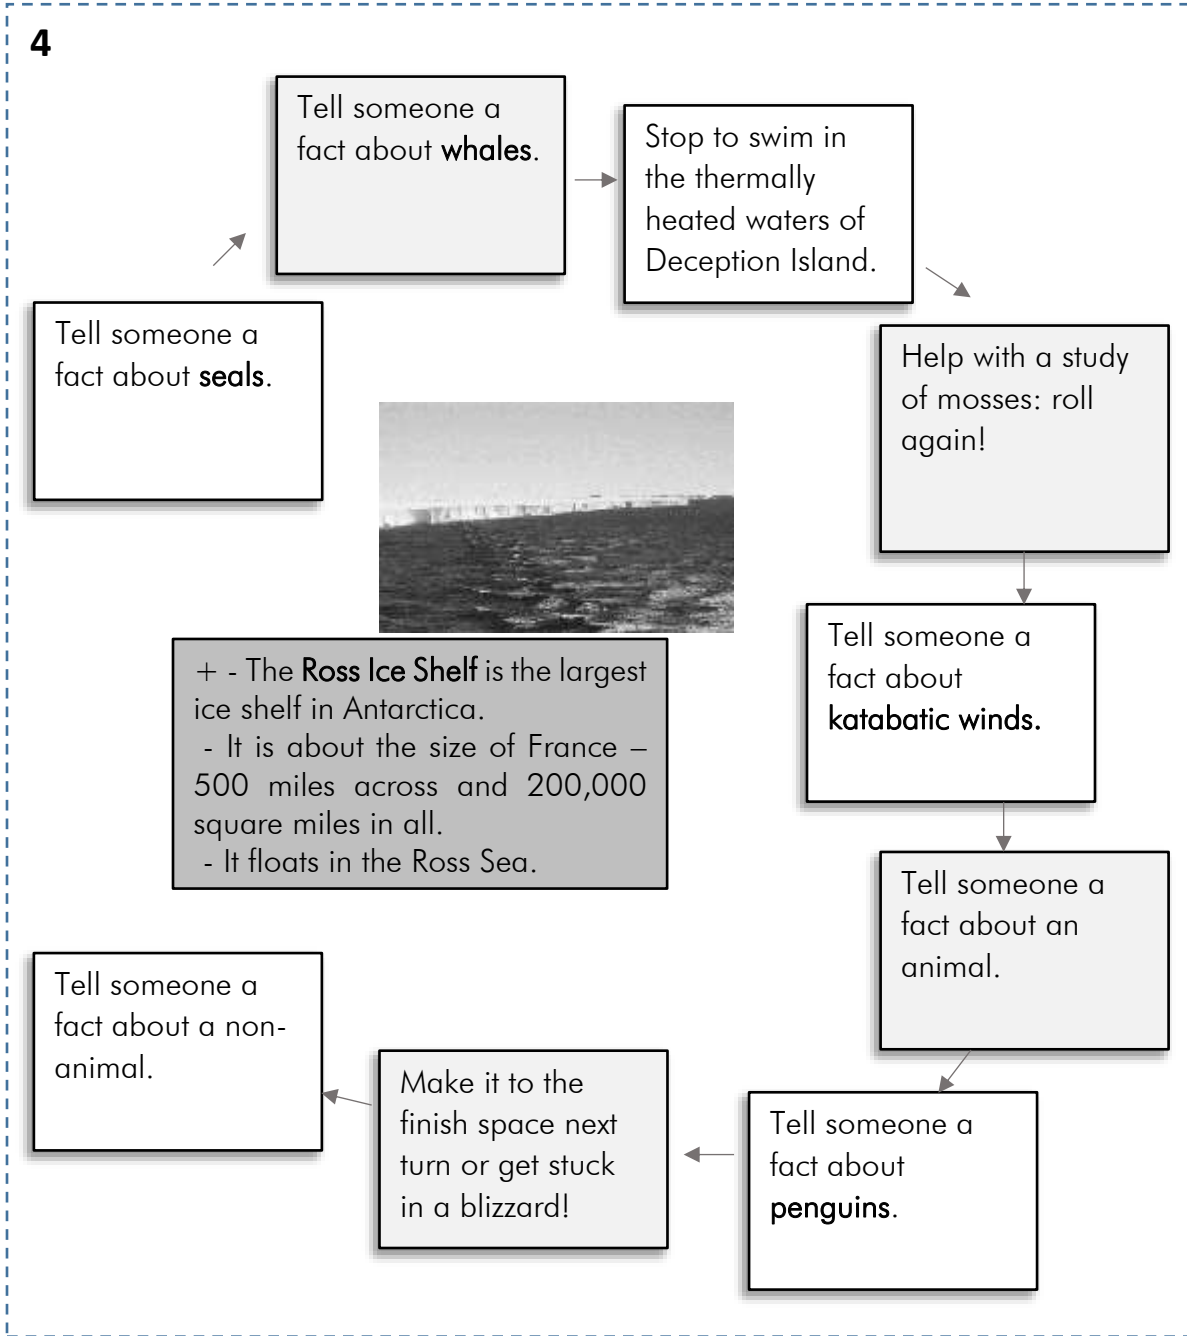 4
Tell someone a
fact about whales.
Stop to swim in
the thermally
heated waters of
Deception Island.
Tell someone a
fact about seals.
Help with a study
of mosses: roll
again!
Tell someone a
fact about
katabatic winds.
+ - The Ross Ice Shelf is the largest
ice shelf in Antarctica.
- It is about the size of France –
500 miles across and 200,000
square miles in all.
- It floats in the Ross Sea.
Tell someone a
fact about an
animal.
Tell someone a
fact about
penguins.
Make it to the
finish space next
turn or get stuck
in a blizzard!
Tell someone a
fact about a non-
animal.